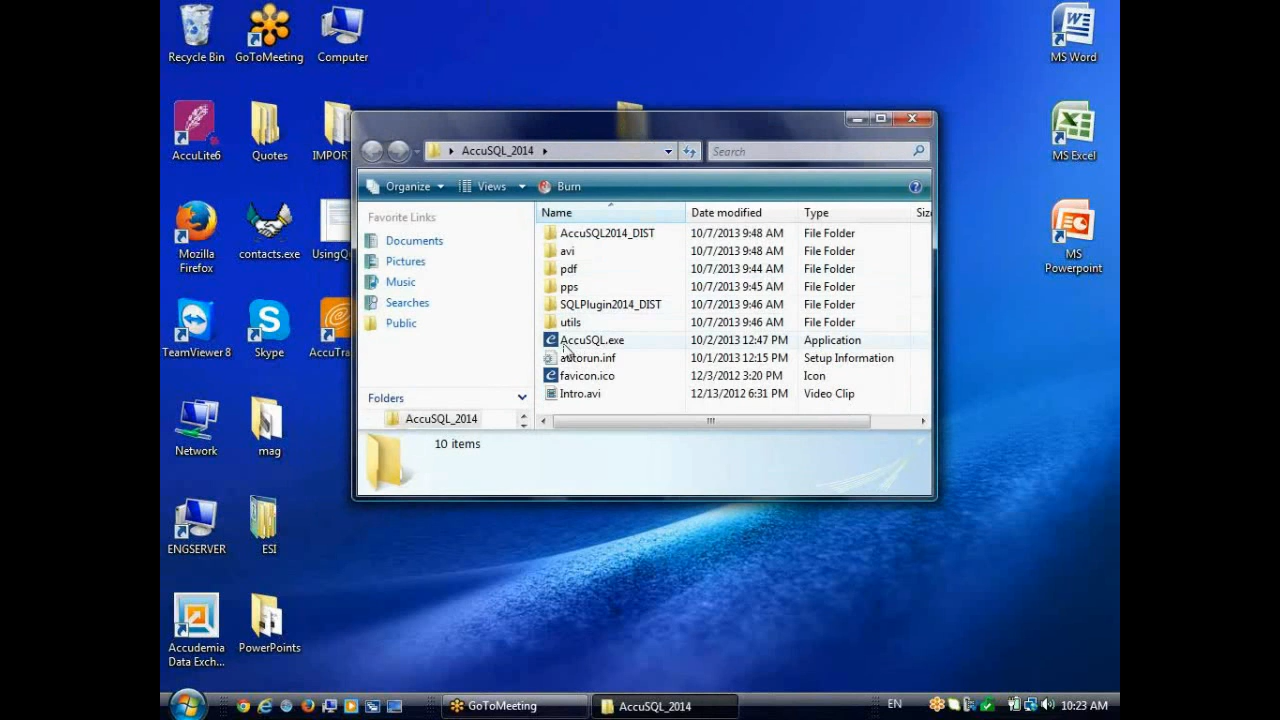 Recycle Bin
GoToMeeting
Computer
MS Word
AccuLite6
Quotes
IMPORT
MS Excel
Mozilla
Firefox
contacts.exe
UsingQ
MS
Powerpoint
TeamViewer 8
Skype
AccuTra
Network
mag
ENGSERVER
ESI
Accudemia
Data Exch...
PowerPoints
AccuSQL_2014
Search
Organize
Views
Burn
Favorite Links
Documents
Pictures
Music
Searches
Public
Folders
AccuSQL_2014
Name Date modified Type Siz
AccuSQL2014_DIST 10/7/2013 9:48 AM File Folder
avi 10/7/2013 9:48 AM File Folder
pdf 10/7/2013 9:44 AM File Folder
pps 10/7/2013 9:45 AM File Folder
SQLPlugin2014_DIST 10/7/2013 9:46 AM File Folder
utils 10/7/2013 9:46 AM File Folder
AccuSQL.exe 10/2/2013 12:47 PM Application
autorun.inf 10/1/2013 12:15 PM Setup Information
favicon.ico 12/3/2012 3:20 PM Icon
Intro.avi 12/13/2012 6:31 PM Video Clip
10 items
GoToMeeting
AccuSQL_2014
EN
10:23 AM